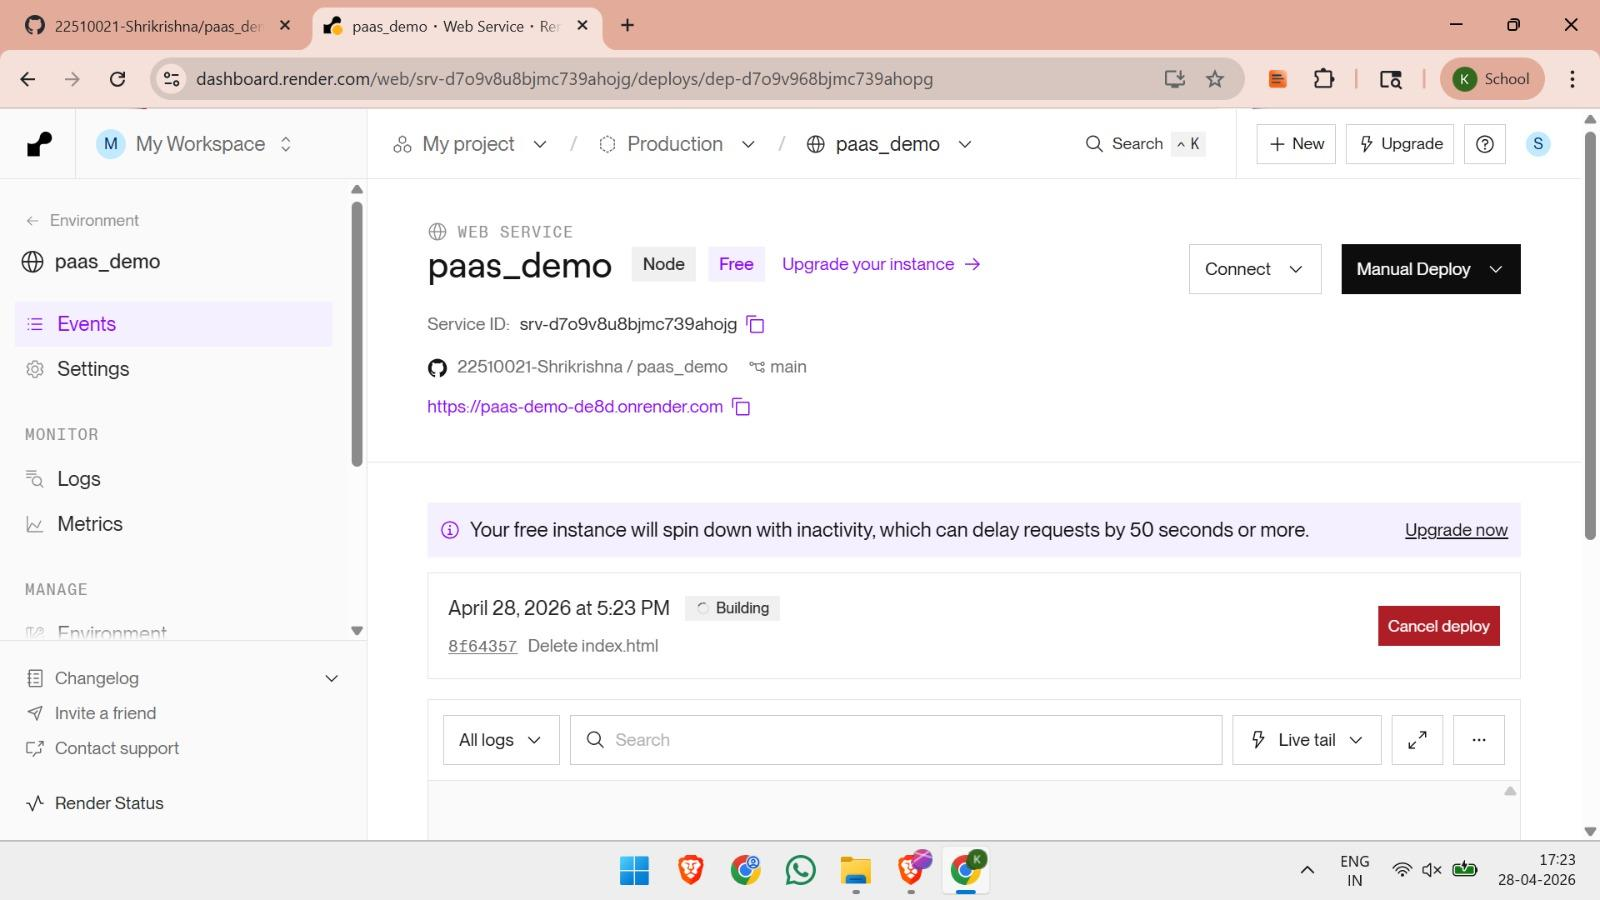 22510021-Shrikrishna/paas_der
paas_demo · Web Service · Rer
dashboard.render.com/web/srv-d7o9v8u8bjmc739ahojg/deploys/dep-d7o9v968bjmc739ahopg
K School
M My Workspace
My project / Production / paas_demo
Search ^ K
+ New
Upgrade
S
← Environment
paas_demo
Events
Settings
MONITOR
Logs
Metrics
MANAGE
Environment
Changelog
Invite a friend
Contact support
Render Status
WEB SERVICE
paas_demo Node Free Upgrade your instance →
Connect
Manual Deploy
Service ID: srv-d7o9v8u8bjmc739ahojg
22510021-Shrikrishna / paas_demo main
https://paas-demo-de8d.onrender.com
Your free instance will spin down with inactivity, which can delay requests by 50 seconds or more. Upgrade now
April 28, 2026 at 5:23 PM Building
8f64357 Delete index.html
Cancel deploy
All logs
Search
Live tail
...
K
ENG
IN
17:23
28-04-2026